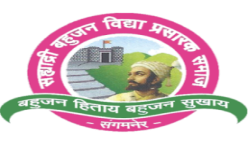 सह्याद्री बहुजन विद्या प्रसारक समाज
बहुजन हिताय बहुजन सुखाय
- संगमनेर -